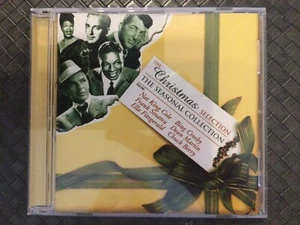 THE
Christmas
SELECTION
THE SEASONAL COLLECTION
Nat King Cole
Frank Sinatra
Ella Fitzgerald
Bing Crosby
Dean Martin
Chuck Berry